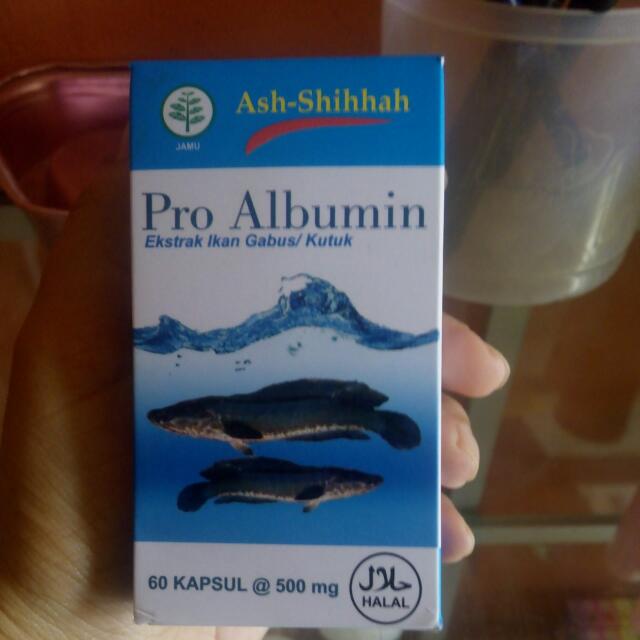 Ash-Shihhah
JAMU
Pro Albumin
Ekstrak Ikan Gabus/ Kutuk
60 KAPSUL @ 500 mg
حلال
HALAL